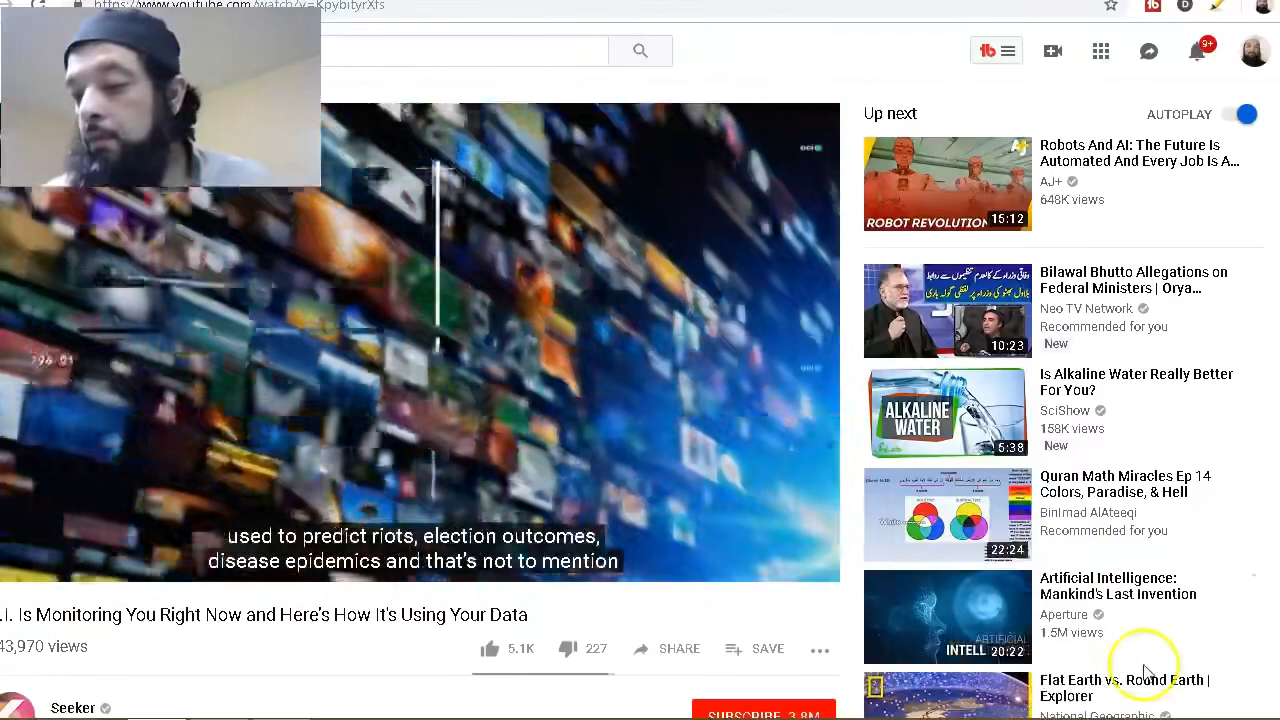 https://www.youtube.com/watch?v=KpybityrXfs
9+
Up next
AUTOPLAY
Robots And AI: The Future Is
Automated And Every Job Is A...
AJ+
648K views
ROBOT REVOLUTION
15:12
Bilawal Bhutto Allegations on
Federal Ministers | Orya...
Neo TV Network
Recommended for you
New
10:23
Is Alkaline Water Really Better
For You?
SciShow
158K views
New
ALKALINE
WATER
5:38
Quran Math Miracles Ep 14
Colors, Paradise, & Hell
BinImad AlAteeqi
Recommended for you
White
22:24
Artificial Intelligence:
Mankind's Last Invention
Aperture
1.5M views
ARTIFICIAL
INTELL
20:22
Flat Earth vs. Round Earth |
Explorer
National Geographic
used to predict riots, election outcomes,
disease epidemics and that's not to mention
.I. Is Monitoring You Right Now and Here's How It's Using Your Data
43,970 views
5.1K
227
SHARE
SAVE
Seeker
SUBSCRIBE 3.8M